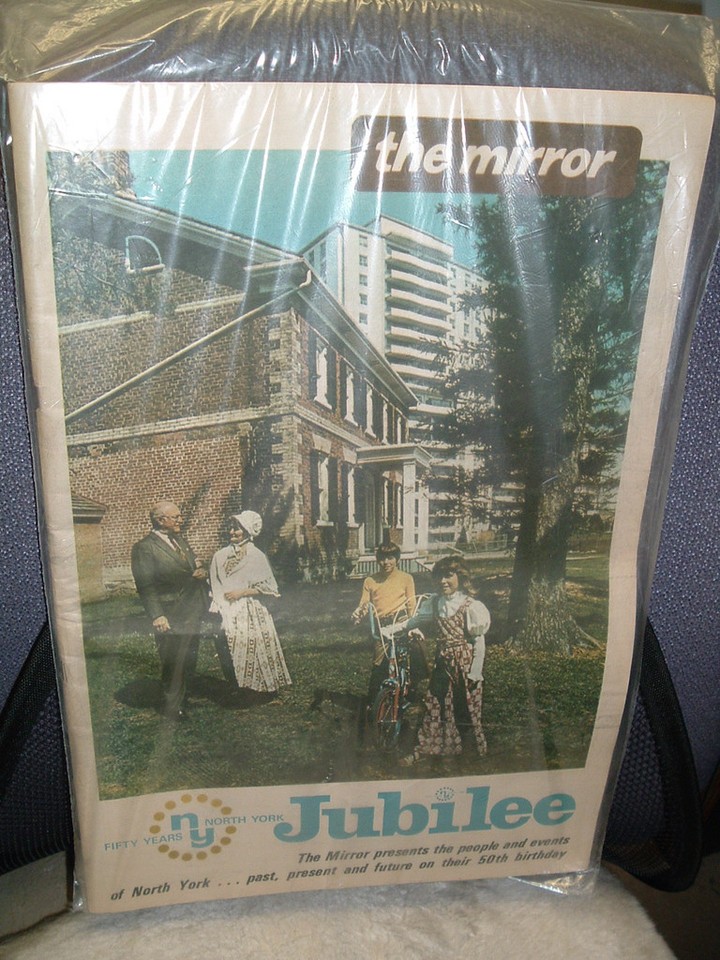 the mirror
FIFTY YEARS ny NORTH YORK Jubilee
ny
The Mirror presents the people and events
of North York ... past, present and future on their 50th birthday